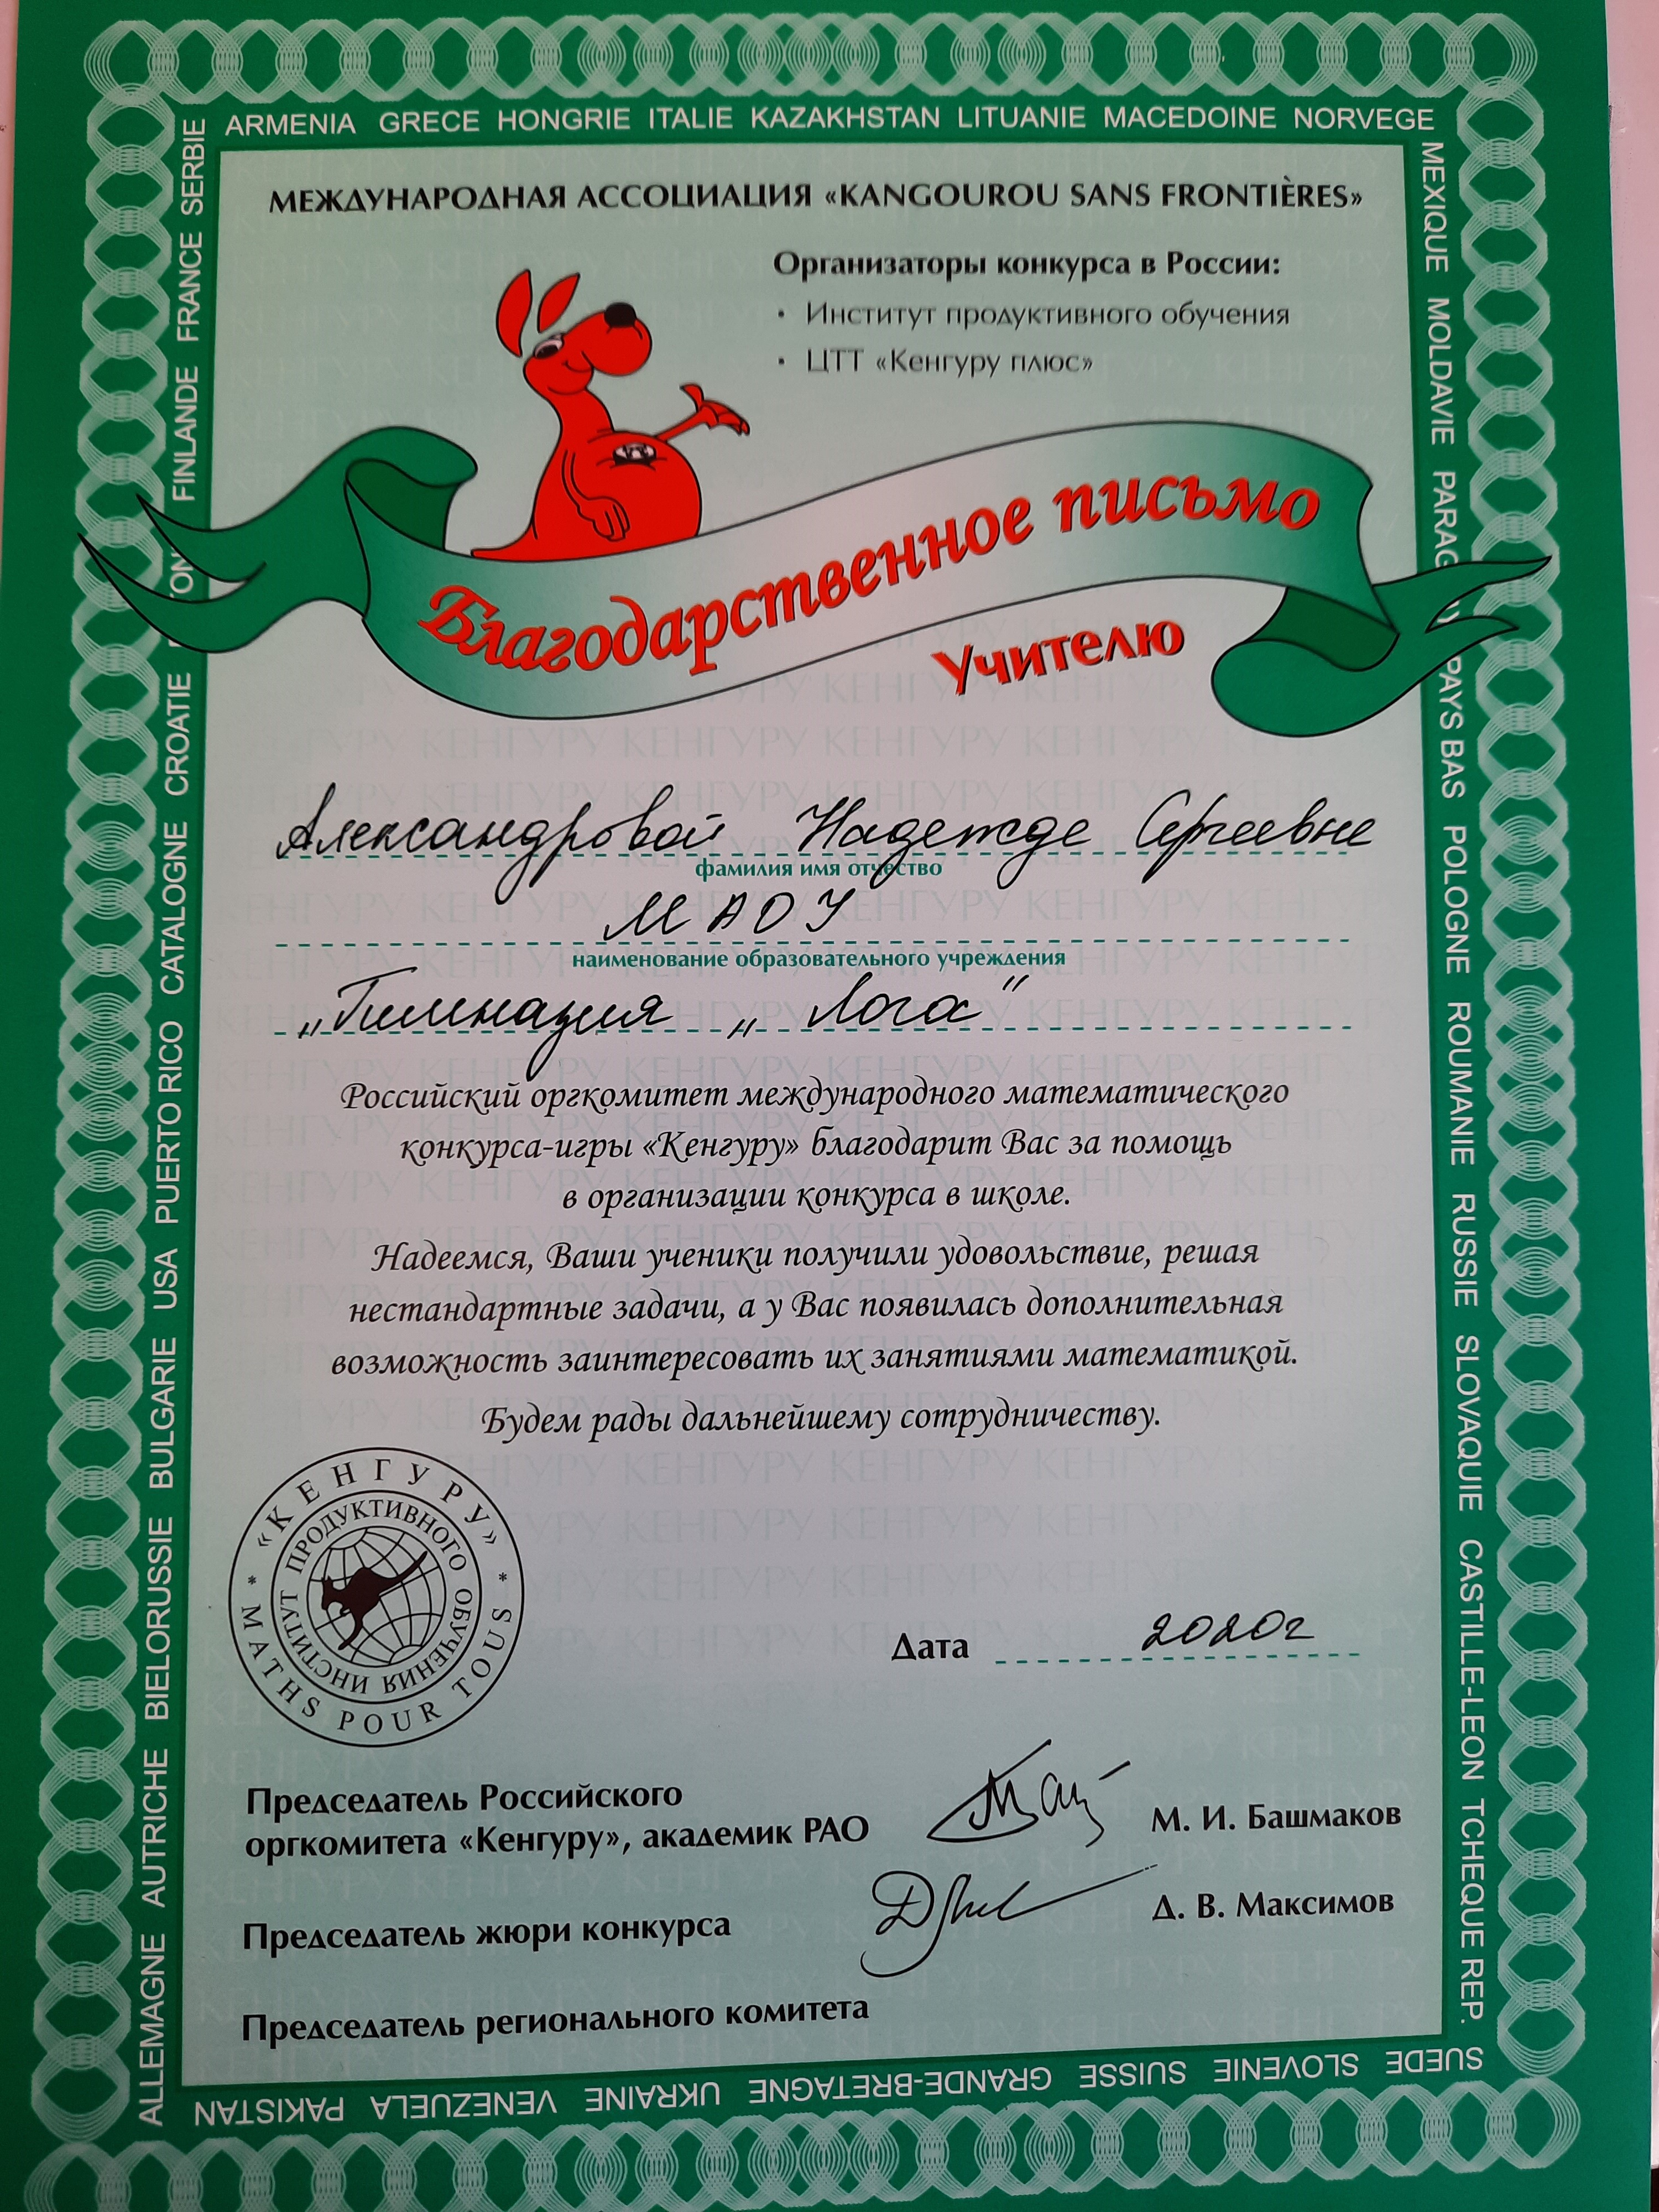 ARMENIA GRECE HONGRIE ITALIE KAZAKHSTAN LITUANIE MACEDOINE NORVEGE
МЕЖДУНАРОДНАЯ АССОЦИАЦИЯ «KANGOUROU SANS FRONTIÈRES»
Организаторы конкурса в России:
• Институт продуктивного обучения
• ЦТТ «Кенгуру плюс»
Благодарственное письмо
Учителю
Александровой Надежде Сергеевне
фамилия имя отчество
МАОУ
наименование образовательного учреждения
„Гимназия „ Логос"
Российский оргкомитет международного математического
конкурса-игры «Кенгуру» благодарит Вас за помощь
в организации конкурса в школе.
Надеемся, Ваши ученики получили удовольствие, решая
нестандартные задачи, а у Вас появилась дополнительная
возможность заинтересовать их занятиями математикой.
Будем рады дальнейшему сотрудничеству.
«КЕНГУРУ»
ИНСТИТУТ ПРОДУКТИВНОГО ОБУЧЕНИЯ
* MATHS POUR TOUS *
Дата 2020г
Председатель Российского
оргкомитета «Кенгуру», академик РАО М. И. Башмаков
Председатель жюри конкурса Д. В. Максимов
Председатель регионального комитета
ALLEMAGNE AUTRICHE BIELORUSSIE BULGARIE USA PUERTO RICO CATALOGNE CROATIE FINLANDE FRANCE SERBIE
MEXIQUE MOLDAVIE PAYS BAS POLOGNE ROUMANIE RUSSIE SLOVAQUIE CASTILLE-LEON TCHEQUE REP.
SUEDE SLOVENIE SUISSE GRANDE-BRETAGNE UKRAINE VENEZUELA PAKISTAN